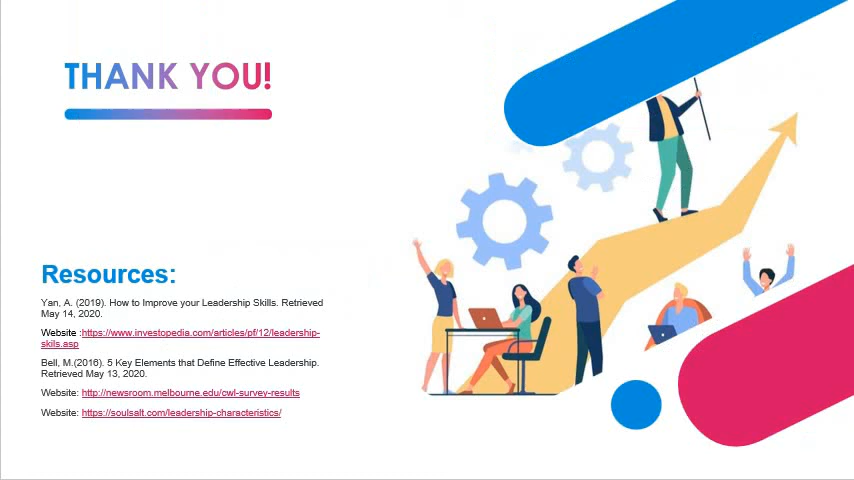 THANK YOU!
Resources:
Yan, A. (2019). How to Improve your Leadership Skills. Retrieved
May 14, 2020.
Website :https://www.investopedia.com/articles/pf/12/leadership-
skils.asp
Bell, M.(2016). 5 Key Elements that Define Effective Leadership.
Retrieved May 13, 2020.
Website: http://newsroom.melbourne.edu/cwl-survey-results
Website: https://soulsalt.com/leadership-characteristics/